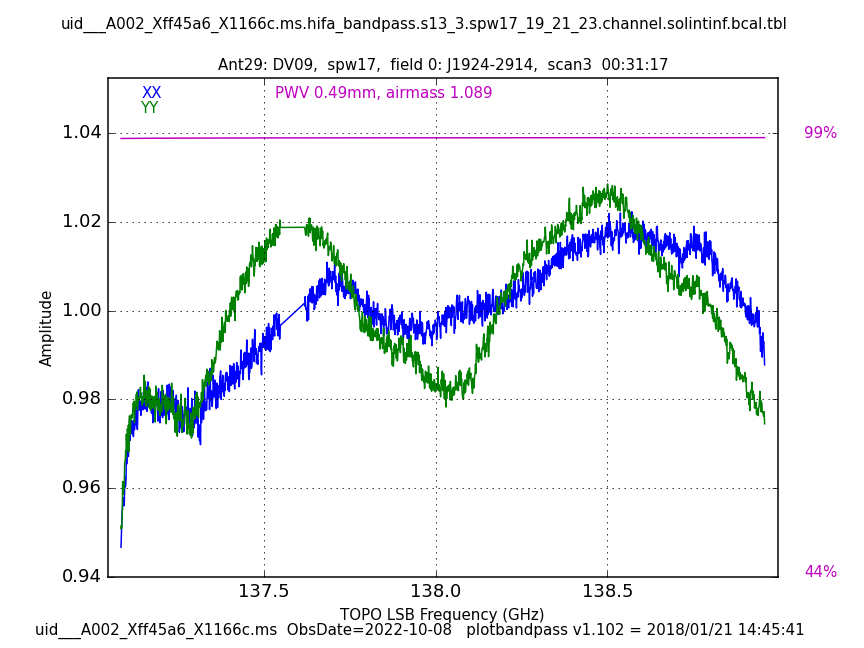 uid___A002_Xff45a6_X1166c.ms.hifa_bandpass.s13_3.spw17_19_21_23.channel.solintinf.bcal.tbl
Ant29: DV09,  spw17,  field 0: J1924-2914,  scan3  00:31:17
XX
YY
PWV 0.49mm, airmass 1.089
99%
44%
Amplitude
1.04
1.02
1.00
0.98
0.96
0.94
137.5
138.0
138.5
TOPO LSB Frequency (GHz)
uid___A002_Xff45a6_X1166c.ms  ObsDate=2022-10-08   plotbandpass v1.102 = 2018/01/21 14:45:41